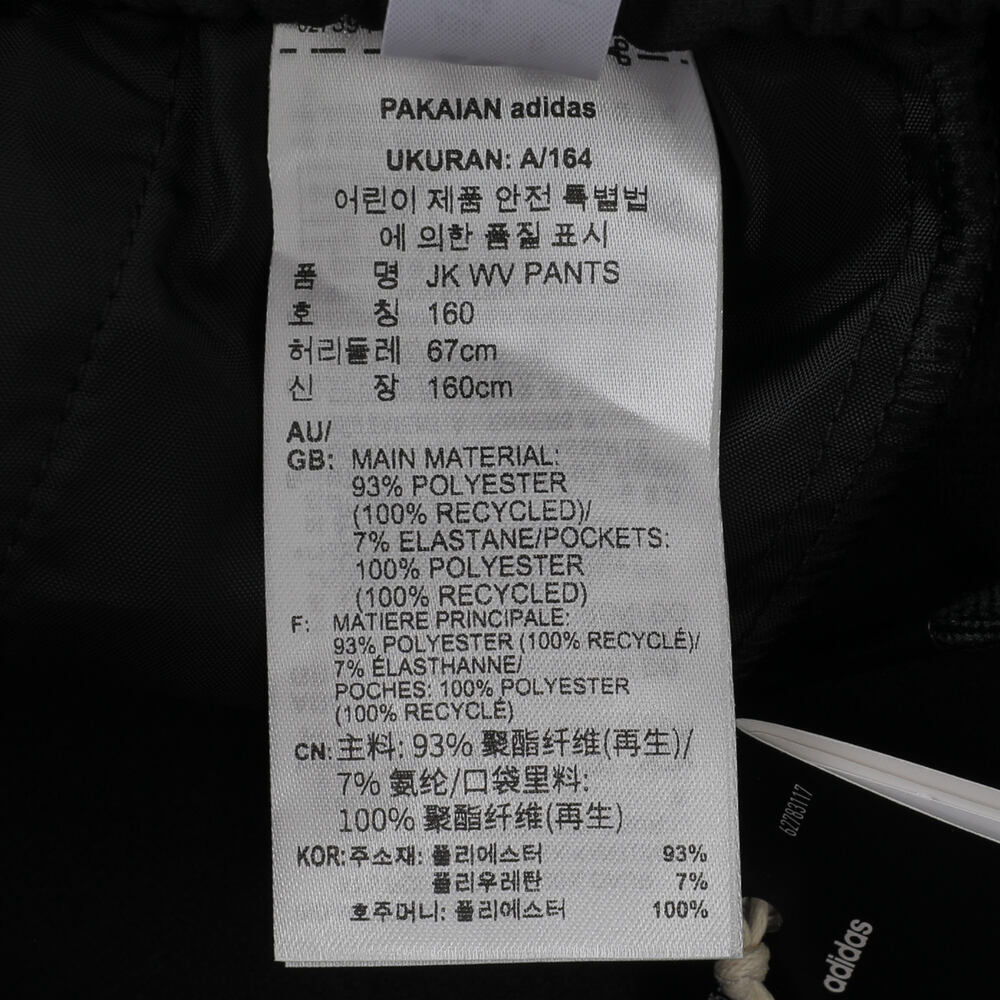 PAKAIAN adidas
UKURAN: A/164
어린이 제품 안전 특별법
에 의한 품질 표시
품 명 JK WV PANTS
호 칭 160
허리둘레 67cm
신 장 160cm
AU/
GB: MAIN MATERIAL:
93% POLYESTER
(100% RECYCLED)/
7% ELASTANE/POCKETS:
100% POLYESTER
(100% RECYCLED)
F: MATIERE PRINCIPALE:
93% POLYESTER (100% RECYCLÉ)/
7% ÉLASTHANNE/
POCHES: 100% POLYESTER
(100% RECYCLÉ)
CN: 主料: 93% 聚酯纤维(再生)/
7% 氨纶/口袋里料:
100% 聚酯纤维(再生)
KOR: 주소재: 폴리에스터 93%
폴리우레탄 7%
호주머니: 폴리에스터 100%
62783117
adidas